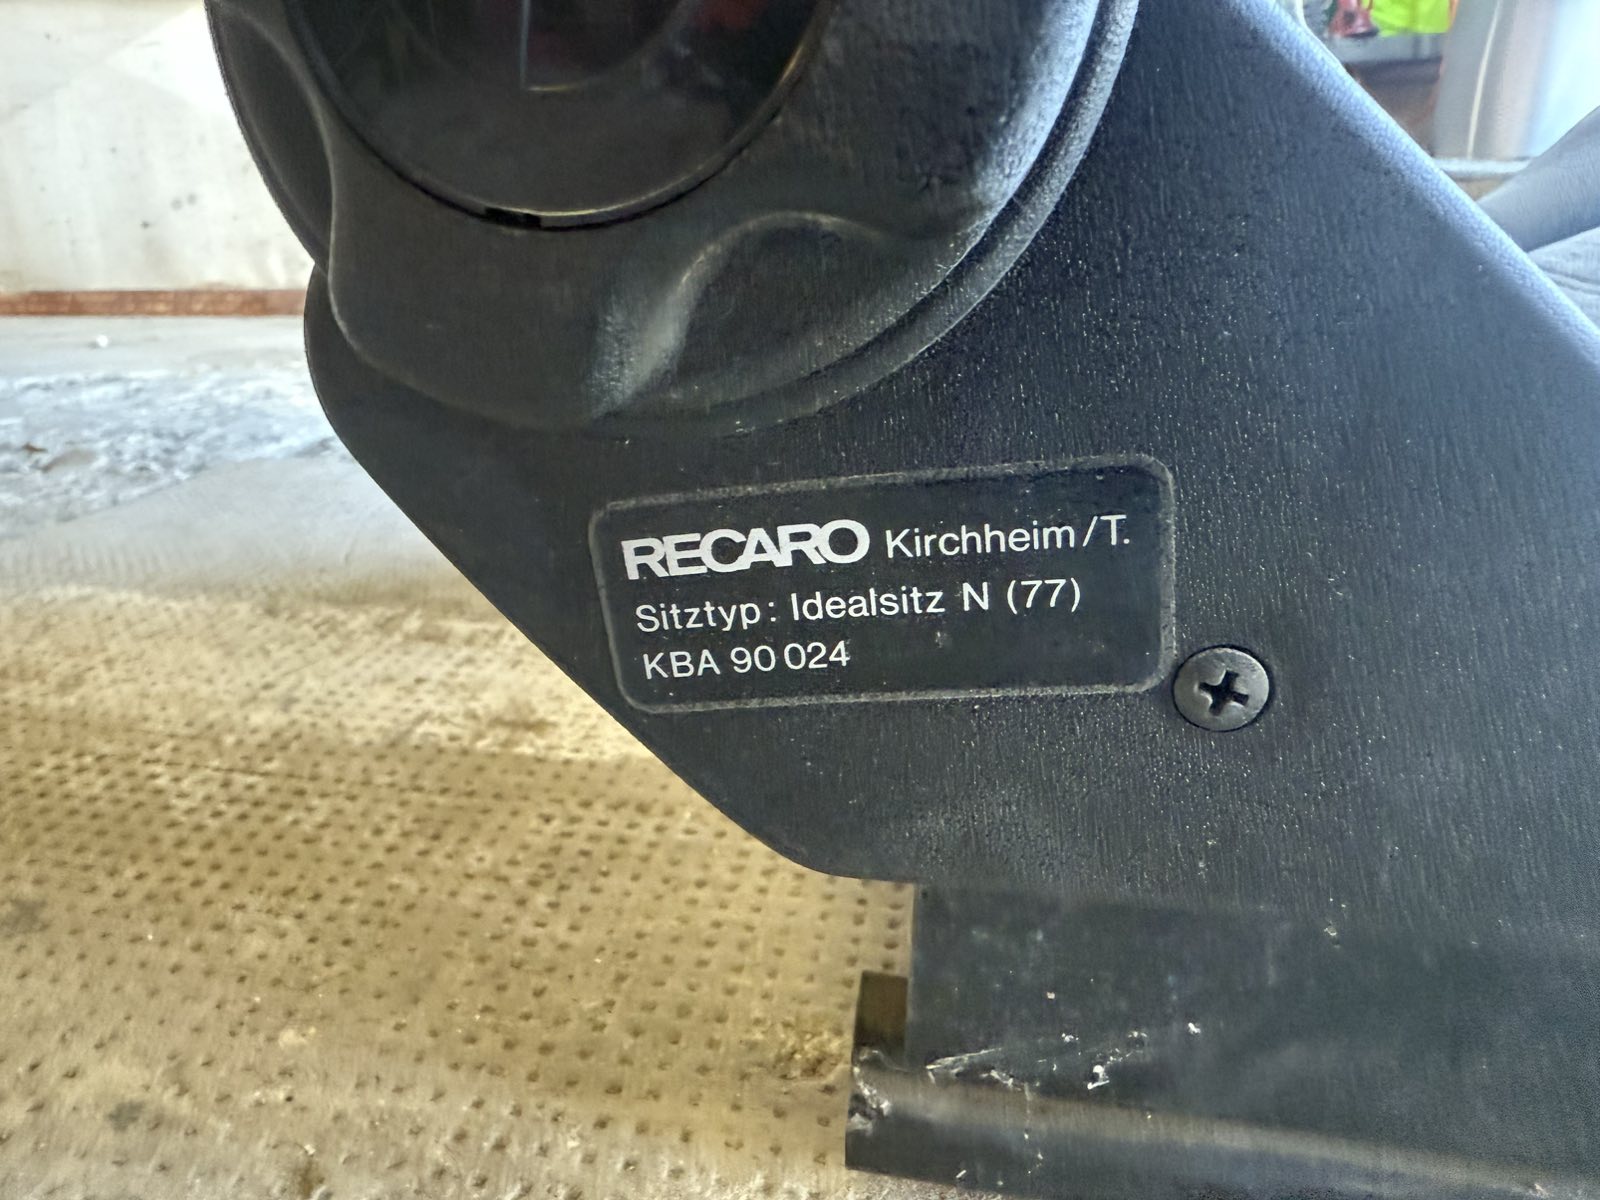 RECARO Kirchheim/T.
Sitztyp: Idealsitz N (77)
KBA 90 024